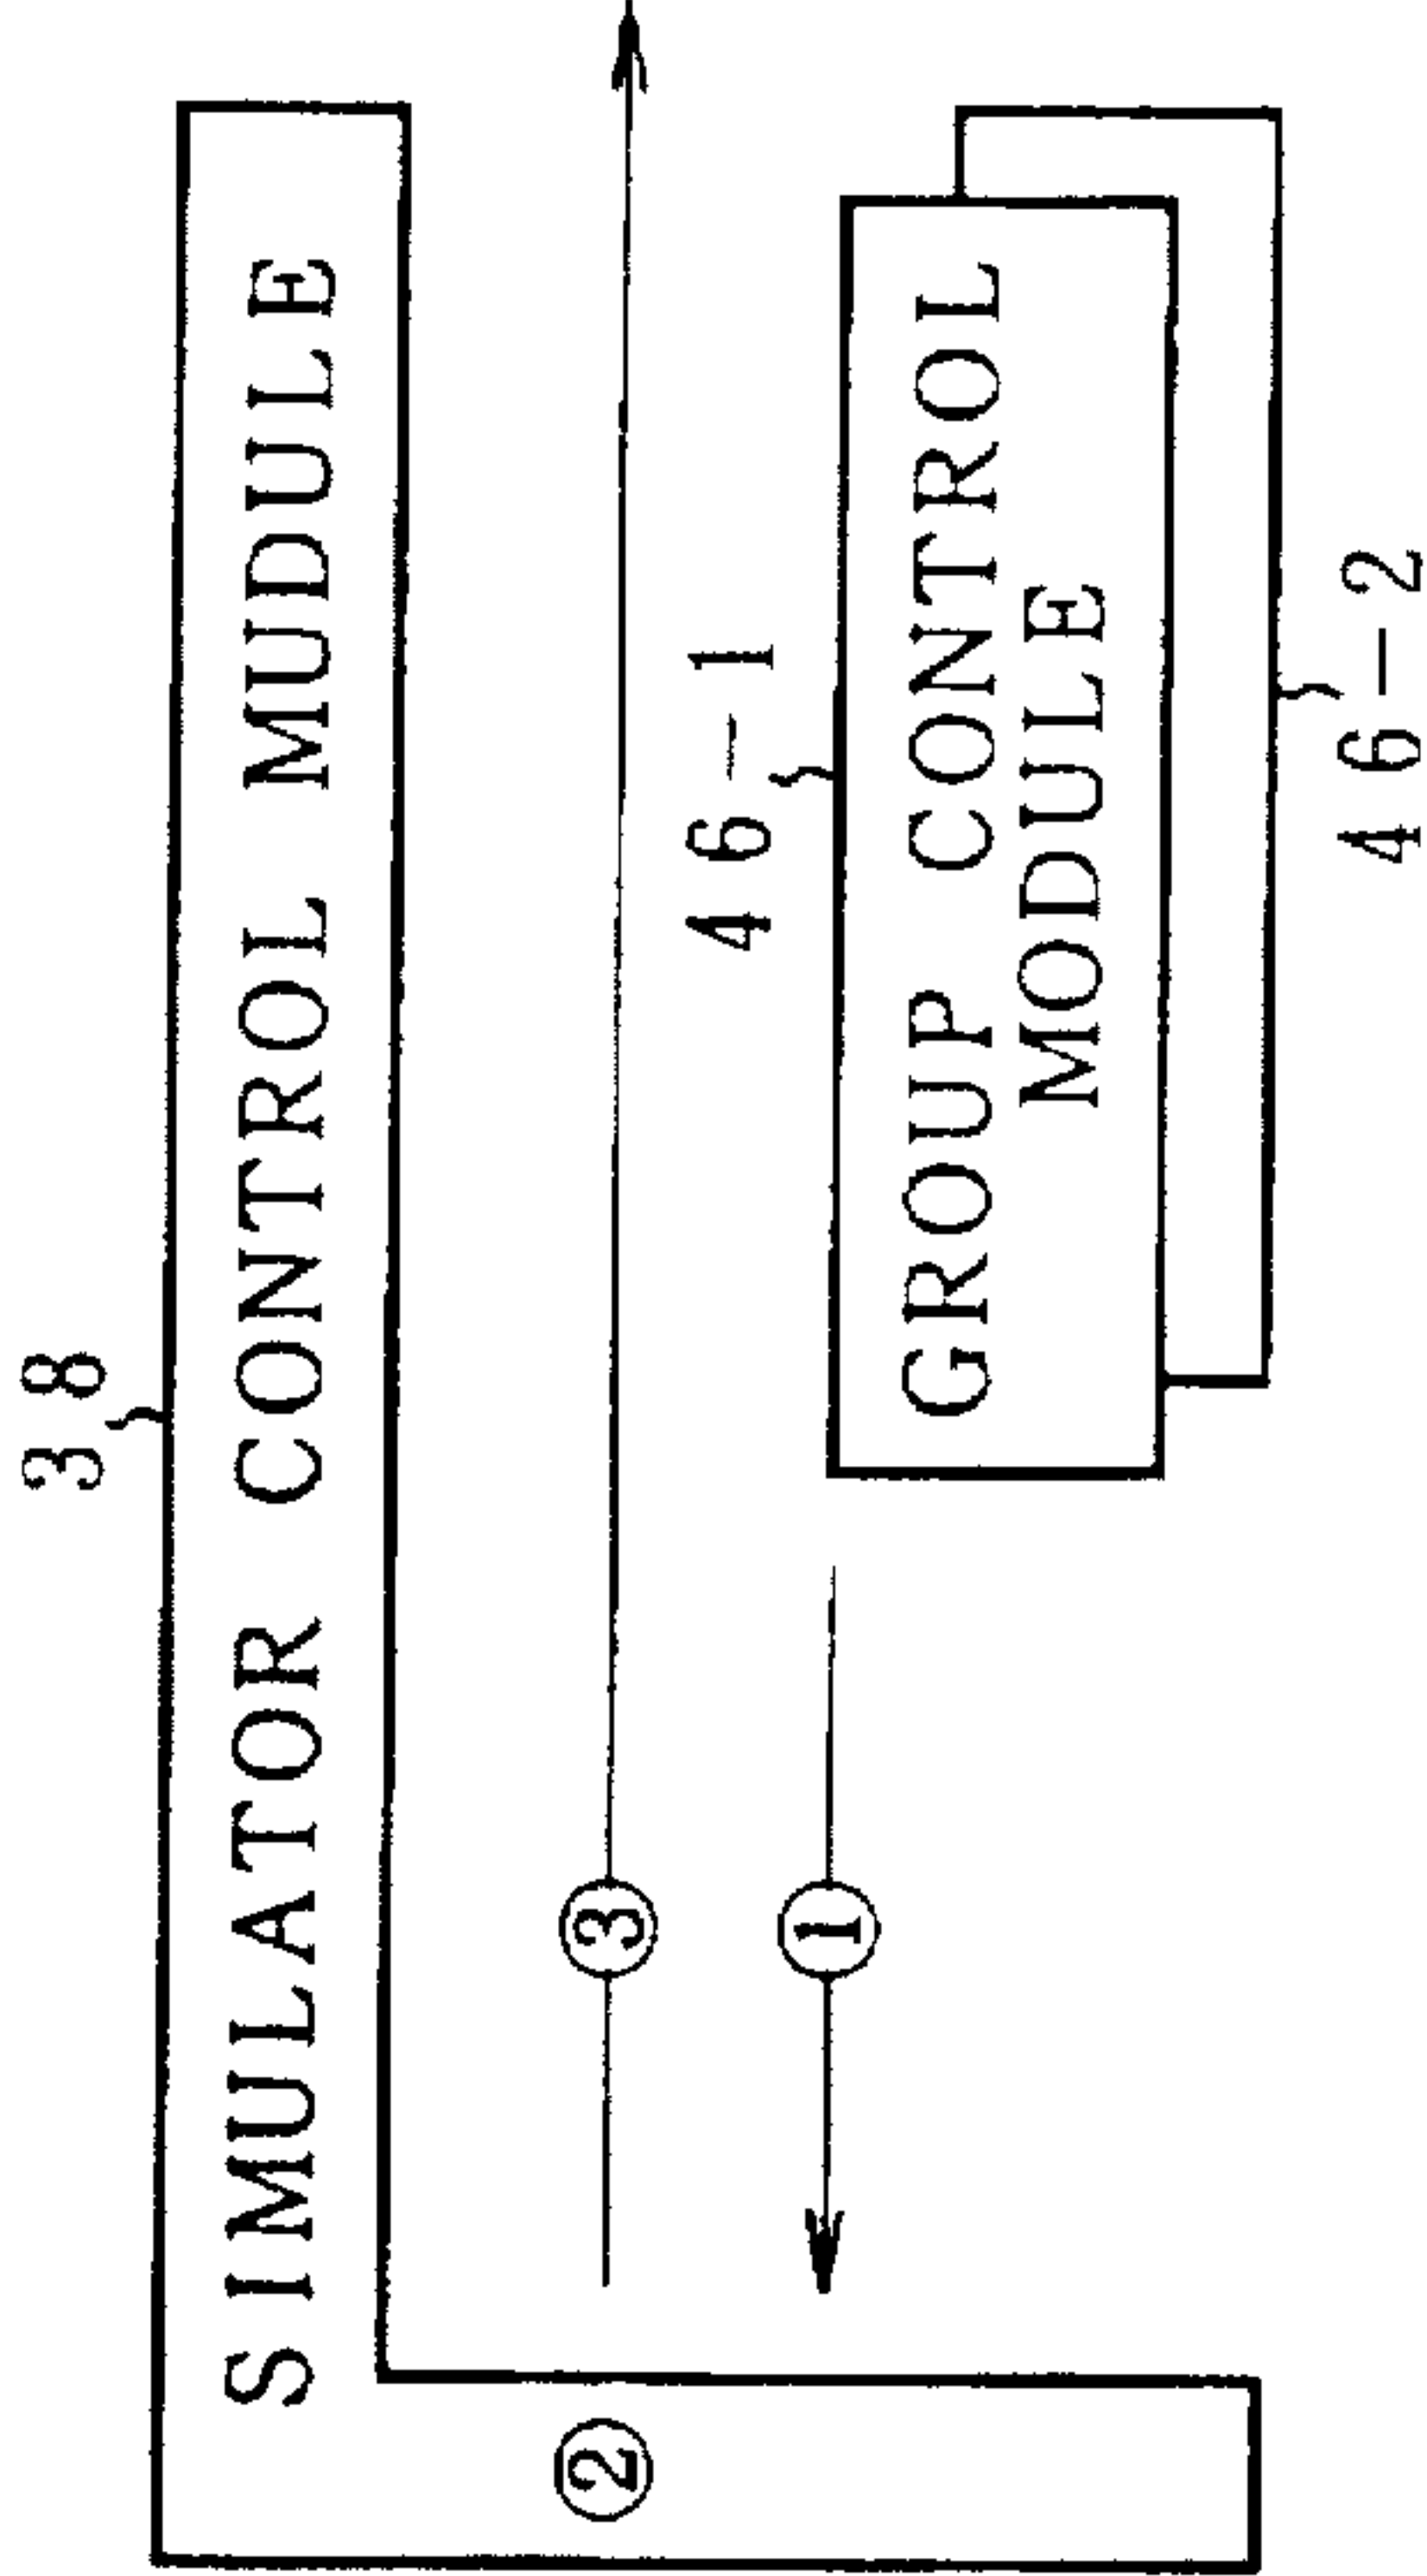 38
SIMULATOR CONTROL MUDULE
②
③
①
46-1
GROUP CONTROL
MODULE
46-2